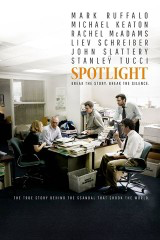 MARK RUFFALO
MICHAEL KEATON
RACHEL McADAMS
LIEV SCHREIBER
JOHN SLATTERY
STANLEY TUCCI
SPOTLIGHT
BREAK THE STORY. BREAK THE SILENCE.
THE TRUE STORY BEHIND THE SCANDAL THAT SHOOK THE WORLD